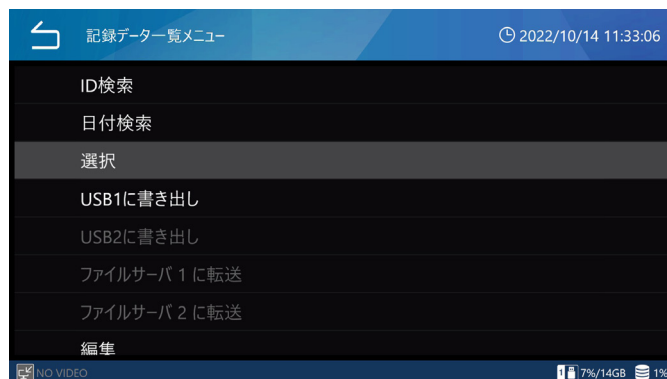 記録データ一覧メニュー
2022/10/14 11:33:06
ID検索
日付検索
選択
USB1に書き出し
USB2に書き出し
ファイルサーバ 1 に転送
ファイルサーバ 2 に転送
編集
NO VIDEO
1 7%/14GB 1%